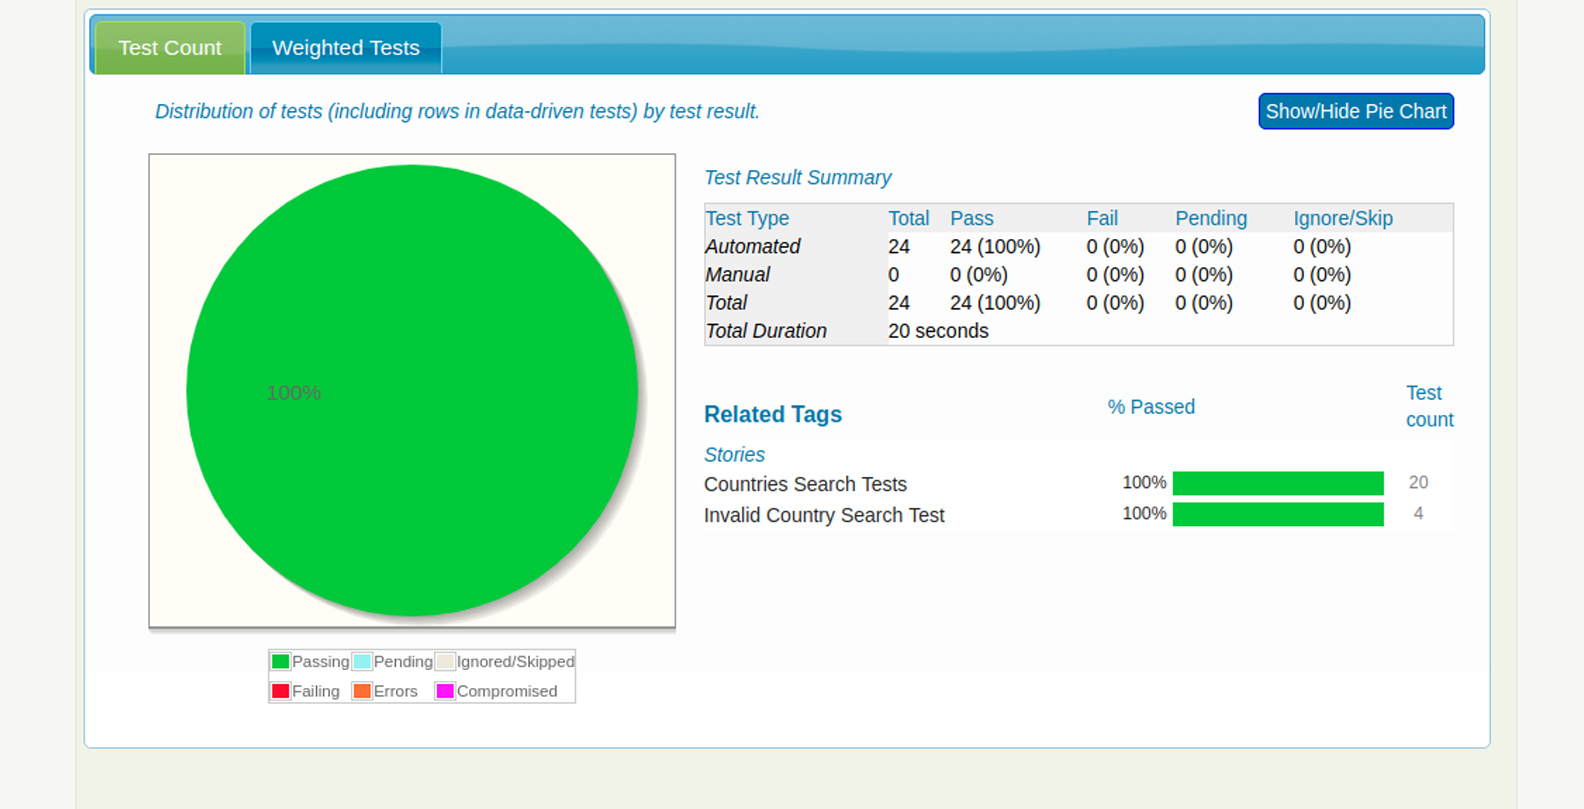 Test Count Weighted Tests
Distribution of tests (including rows in data-driven tests) by test result.
Show/Hide Pie Chart
100%
Passing Pending Ignored/Skipped
Failing Errors Compromised
Test Result Summary
Test Type Total Pass Fail Pending Ignore/Skip
Automated 24 24 (100%) 0 (0%) 0 (0%) 0 (0%)
Manual 0 0 (0%) 0 (0%) 0 (0%) 0 (0%)
Total 24 24 (100%) 0 (0%) 0 (0%) 0 (0%)
Total Duration 20 seconds
Related Tags % Passed Test
count
Stories
Countries Search Tests 100% 20
Invalid Country Search Test 100% 4